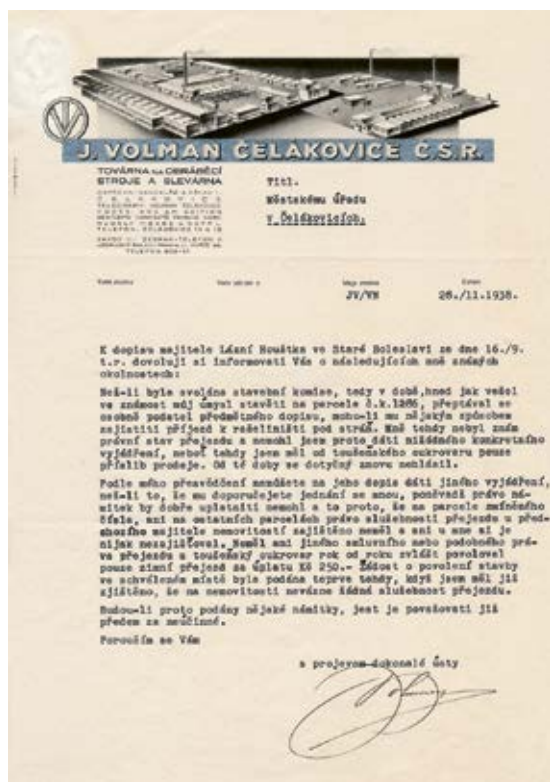 J. VOLMAN ČELÁKOVICE Č.S.R.
TOVÁRNA NA OBRÁBĚCÍ
STROJE A SLÉVÁRNA
Titl.
Městskému Úřadu
v Čelákovicích.
JV/VN
28./11.1938.
K dopisu majitele Lázní Houštka ve Staré Boleslavi ze dne 16./9.
t.r. dovoluji si informovati Vás o následujících mně známých
okolnostech:
Než-li byla svolána stavební komise, tedy v době, hned jak vešel
ve známost můj úmysl stavěti na parcele č.k.1286, přeptával se
osobně podatel předmětného dopisu, mohu-li mu nějakým způsobem
zajistiti příjezd k rašeliništi pod strání. Mně tehdy nebyl znám
právní stav přejezdu a nemohl jsem proto dáti žádného konkretního
vyjádření, neboť tehdy jsem měl od toušeňského cukrovaru pouze
příslib prodeje. Od té doby se dotyčný znovu nehlásil.
Podle mého přesvědčení nemůžete na jeho dopis dáti jiného vyjádření,
než-li to, že mu doporučujete jednání se mnou, poněvadž právo ná-
mitek by dobře uplatniti nemohl a to proto, že na parcele zmíněného
čísla, ani na ostatních parcelách právo služebnosti přejezdu u před-
chozího majitele nemovitostí zajištěno neměl a ani u mne si je
nijak nezajišťoval. Neměl ani jiného smluvního nebo podobného prá-
va přejezdu a toušeňský cukrovar rok od roku zvlášť povoloval
pouze zimní přejezd za úplatu Kč 250.- Žádost o povolení stavby
ve schváleném místě byla podána teprve tehdy, když jsem měl již
zjištěno, že na nemovitosti nevázne žádná služebnost přejezdu.
Budou-li proto podány nějaké námitky, jest je považovati již
předem za neúčinné.
Poroučím se Vám
s projevem dokonalé úcty